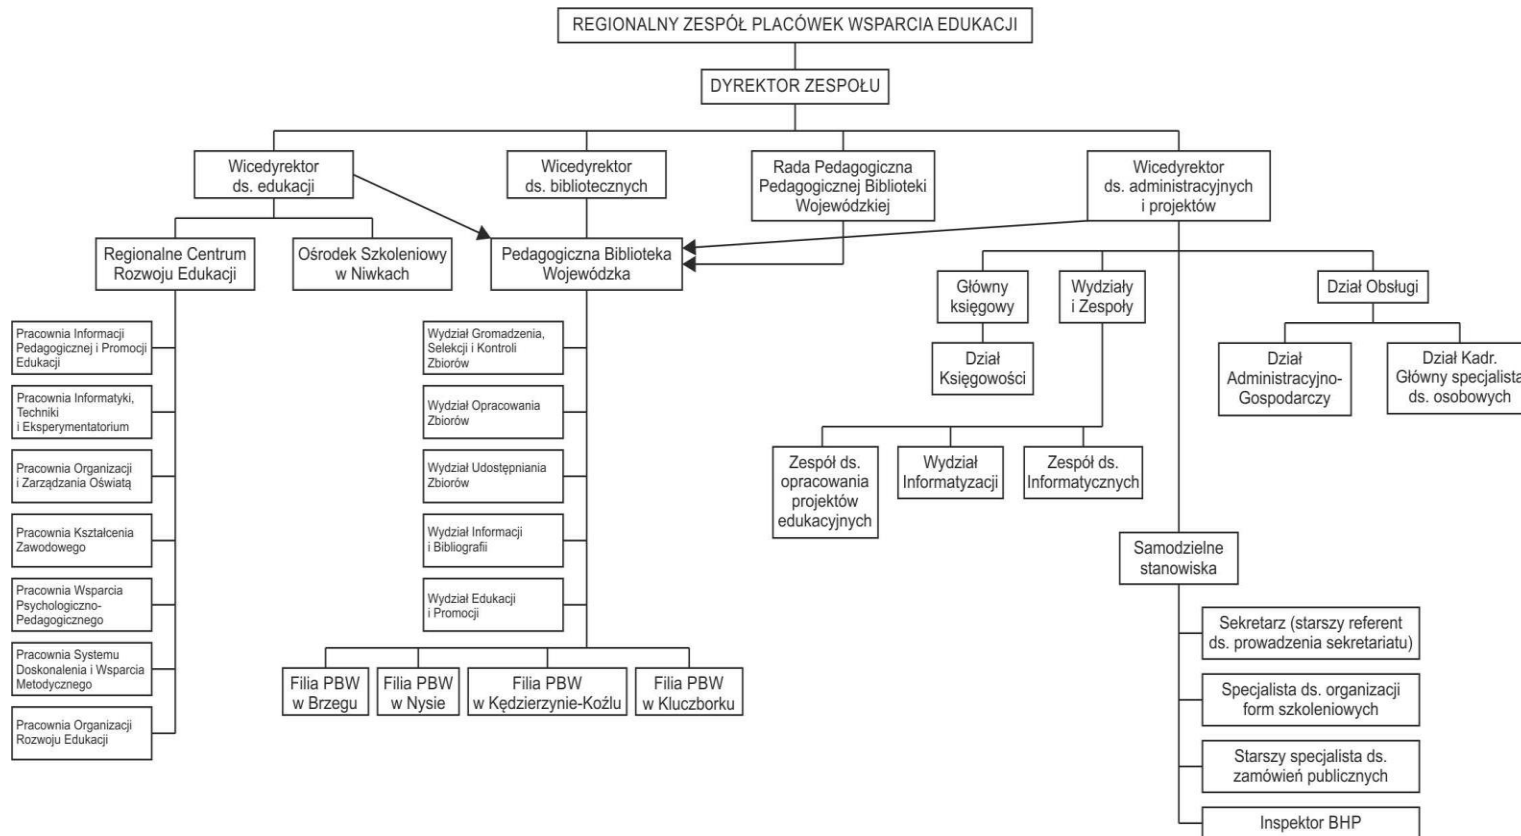 REGIONALNY ZESPÓŁ PLACÓWEK WSPARCIA EDUKACJI
DYREKTOR ZESPOŁU
Wicedyrektor
ds. edukacji
Wicedyrektor
ds. bibliotecznych
Rada Pedagogiczna
Pedagogicznej Biblioteki
Wojewódzkiej
Wicedyrektor
ds. administracyjnych
i projektów
Regionalne Centrum
Rozwoju Edukacji
Ośrodek Szkoleniowy
w Niwkach
Pedagogiczna Biblioteka
Wojewódzka
Główny
księgowy
Wydziały
i Zespoły
Dział Obsługi
Pracownia Informacji
Pedagogicznej i Promocji
Edukacji
Pracownia Informatyki,
Techniki
i Eksperymentatorium
Pracownia Organizacji
i Zarządzania Oświatą
Pracownia Kształcenia
Zawodowego
Pracownia Wsparcia
Psychologiczno-
Pedagogicznego
Pracownia Systemu
Doskonalenia i Wsparcia
Metodycznego
Pracownia Organizacji
Rozwoju Edukacji
Wydział Gromadzenia,
Selekcji i Kontroli
Zbiorów
Wydział Opracowania
Zbiorów
Wydział Udostępniania
Zbiorów
Wydział Informacji
i Bibliografii
Wydział Edukacji
i Promocji
Filia PBW
w Brzegu
Filia PBW
w Nysie
Filia PBW
w Kędzierzynie-Koźlu
Filia PBW
w Kluczborku
Dział
Księgowości
Dział
Administracyjno-
Gospodarczy
Dział Kadr.
Główny specjalista
ds. osobowych
Zespół ds.
opracowania
projektów
edukacyjnych
Wydział
Informatyzacji
Zespół ds.
Informatycznych
Samodzielne
stanowiska
Sekretarz (starszy referent
ds. prowadzenia sekretariatu)
Specjalista ds. organizacji
form szkoleniowych
Starszy specjalista ds.
zamówień publicznych
Inspektor BHP